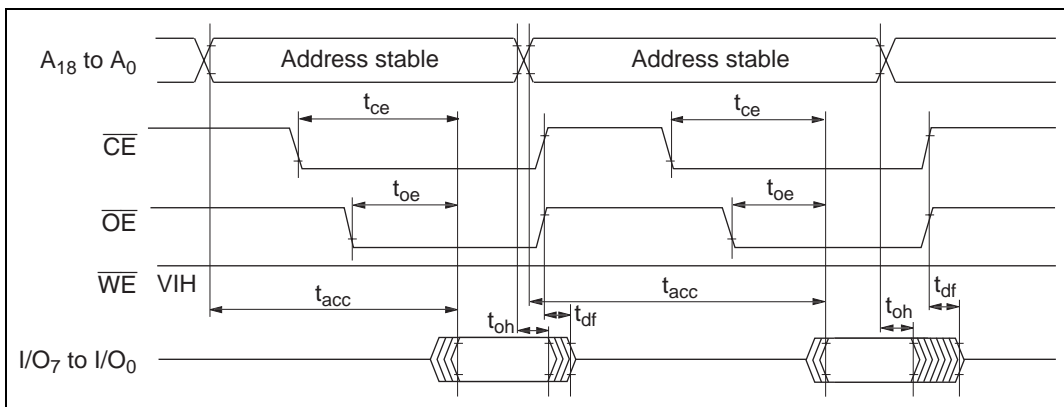 A18 to A0 Address stable Address stable
tce tce
CE
toe toe
OE
WE VIH
tacc tacc tdf
toh tdf toh
I/O7 to I/O0